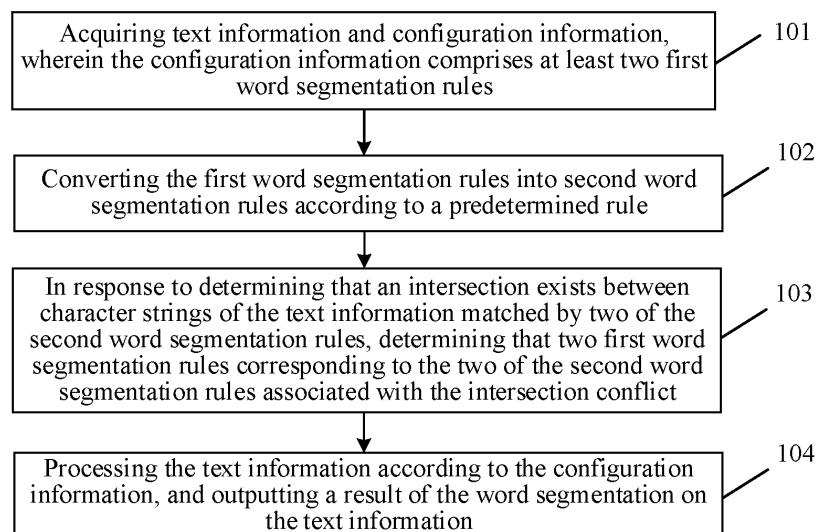 Acquiring text information and configuration information,
wherein the configuration information comprises at least two first
word segmentation rules
101
Converting the first word segmentation rules into second word
segmentation rules according to a predetermined rule
102
In response to determining that an intersection exists between
character strings of the text information matched by two of the
second word segmentation rules, determining that two first word
segmentation rules corresponding to the two of the second word
segmentation rules associated with the intersection conflict
103
Processing the text information according to the configuration
information, and outputting a result of the word segmentation on
the text information
104